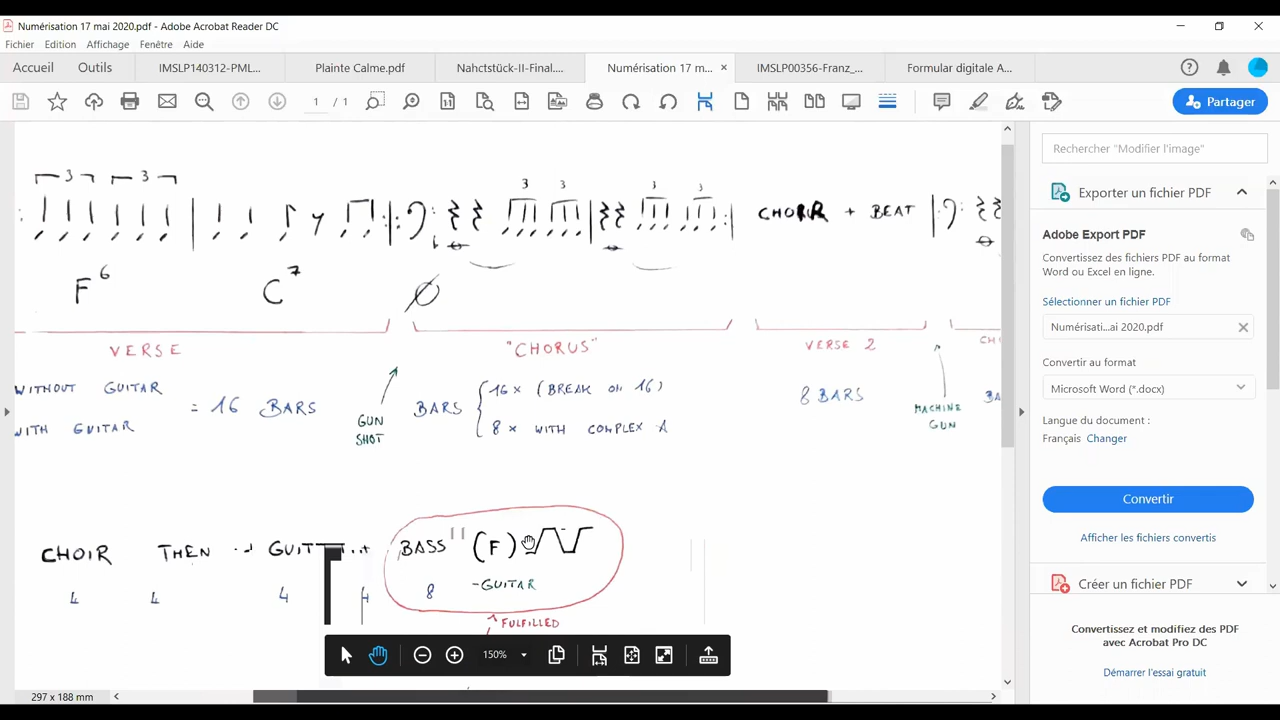 Numérisation 17 mai 2020.pdf - Adobe Acrobat Reader DC
Fichier Edition Affichage Fenêtre Aide
Accueil Outils IMSLP140312-PML... Plainte Calme.pdf Nahctstück-II-Final... Numérisation 17 m... × IMSLP00356-Franz_... Formular digitale A...
1 / 1 Partager
3 3 3 3 3 3
CHOIR + BEAT
F6 C7 Ø
VERSE "CHORUS" VERSE 2
WITHOUT GUITAR
WITH GUITAR
= 16 BARS
GUN
SHOT
BARS
16 x (BREAK ON 16)
8 x WITH COMPLEX A
8 BARS
MACHINE
GUN
CHOIR THEN GUIT... + BASS (F)
4 4 4 4 8 -GUITAR
FULFILLED
150%
297 x 188 mm
Rechercher "Modifier l'image"
Exporter un fichier PDF
Adobe Export PDF
Convertissez des fichiers PDF au format
Word ou Excel en ligne.
Sélectionner un fichier PDF
Numérisati...ai 2020.pdf
Convertir au format
Microsoft Word (*.docx)
Langue du document :
Français Changer
Convertir
Afficher les fichiers convertis
Créer un fichier PDF
Convertissez et modifiez des PDF
avec Acrobat Pro DC
Démarrer l'essai gratuit